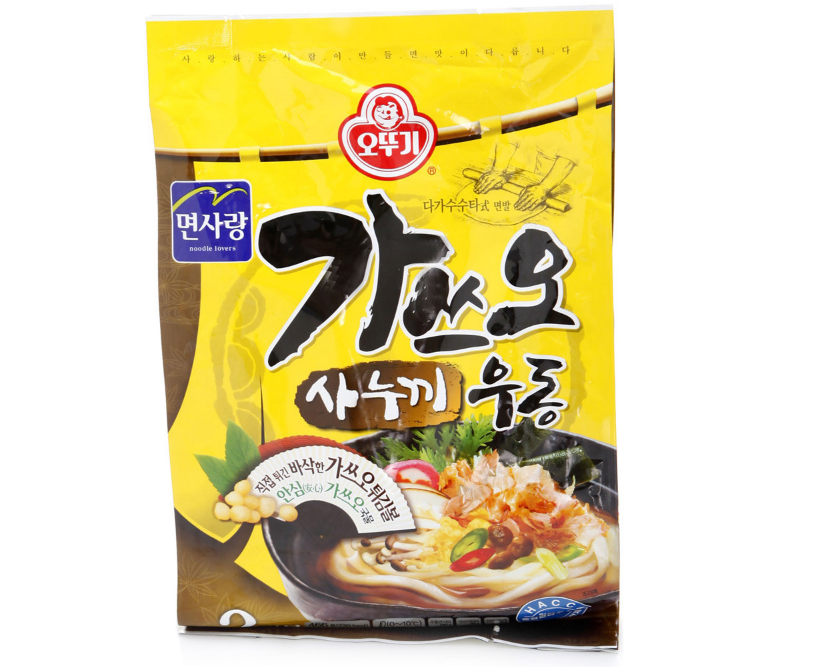 사랑하는사람이만들면맛이다릅니다
오뚜기
®
다가수수타式 면발
면사랑
noodle lovers
가쓰오
사누끼
우동
직접 튀긴 바삭한 가쓰오튀김볼
안심(安心) 가쓰오 국물
HACC